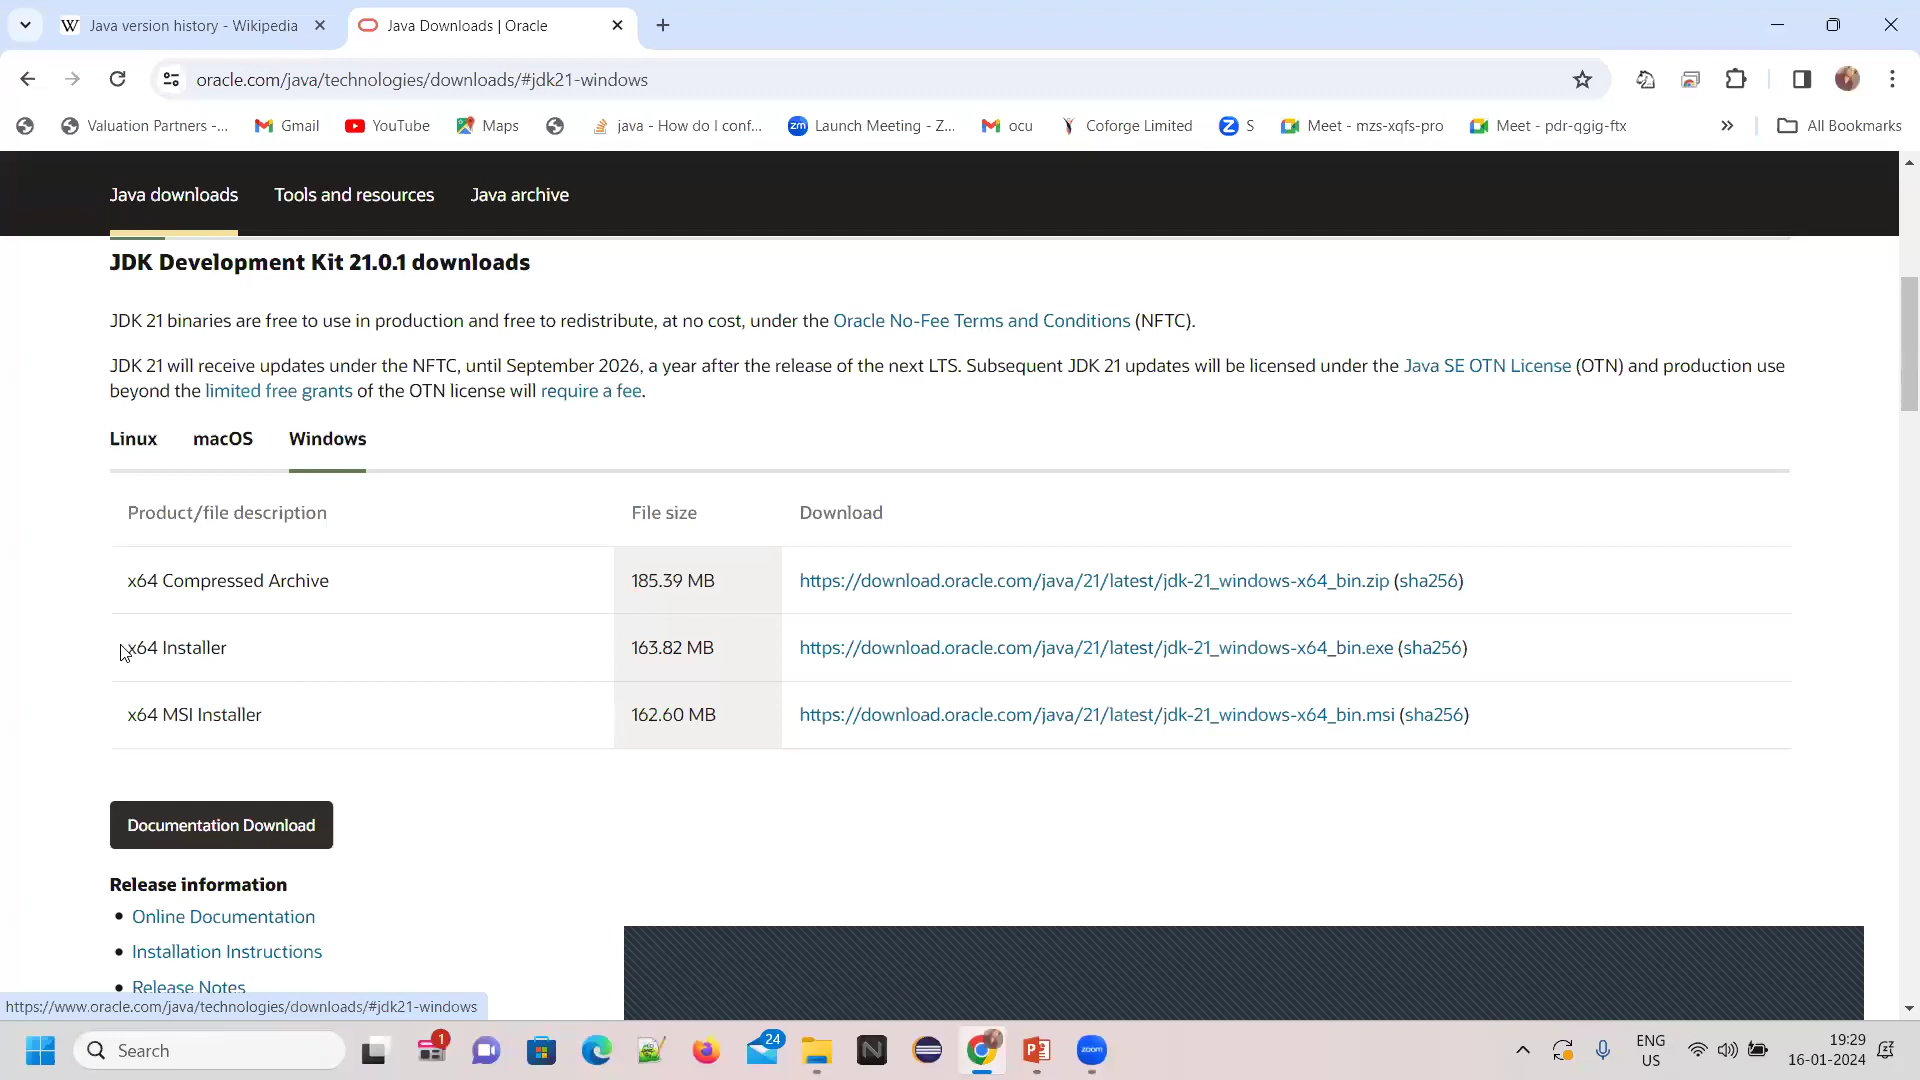 Java version history - Wikipedia
Java Downloads | Oracle
oracle.com/java/technologies/downloads/#jdk21-windows
Valuation Partners -...
Gmail
YouTube
Maps
java - How do I conf...
zm
Launch Meeting - Z...
ocu
Coforge Limited
S
Meet - mzs-xqfs-pro
Meet - pdr-qgig-ftx
All Bookmarks
Java downloads
Tools and resources
Java archive
JDK Development Kit 21.0.1 downloads
JDK 21 binaries are free to use in production and free to redistribute, at no cost, under the Oracle No-Fee Terms and Conditions (NFTC).
JDK 21 will receive updates under the NFTC, until September 2026, a year after the release of the next LTS. Subsequent JDK 21 updates will be licensed under the Java SE OTN License (OTN) and production use
beyond the limited free grants of the OTN license will require a fee.
Linux macOS Windows
Product/file description File size Download
x64 Compressed Archive 185.39 MB https://download.oracle.com/java/21/latest/jdk-21_windows-x64_bin.zip (sha256)
x64 Installer 163.82 MB https://download.oracle.com/java/21/latest/jdk-21_windows-x64_bin.exe (sha256)
x64 MSI Installer 162.60 MB https://download.oracle.com/java/21/latest/jdk-21_windows-x64_bin.msi (sha256)
Documentation Download
Release information
Online Documentation
Installation Instructions
Release Notes
https://www.oracle.com/java/technologies/downloads/#jdk21-windows
Search
1
24
zoom
ENG
US
19:29
16-01-2024